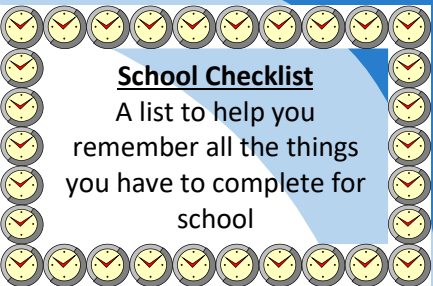 School Checklist
A list to help you
remember all the things
you have to complete for
school